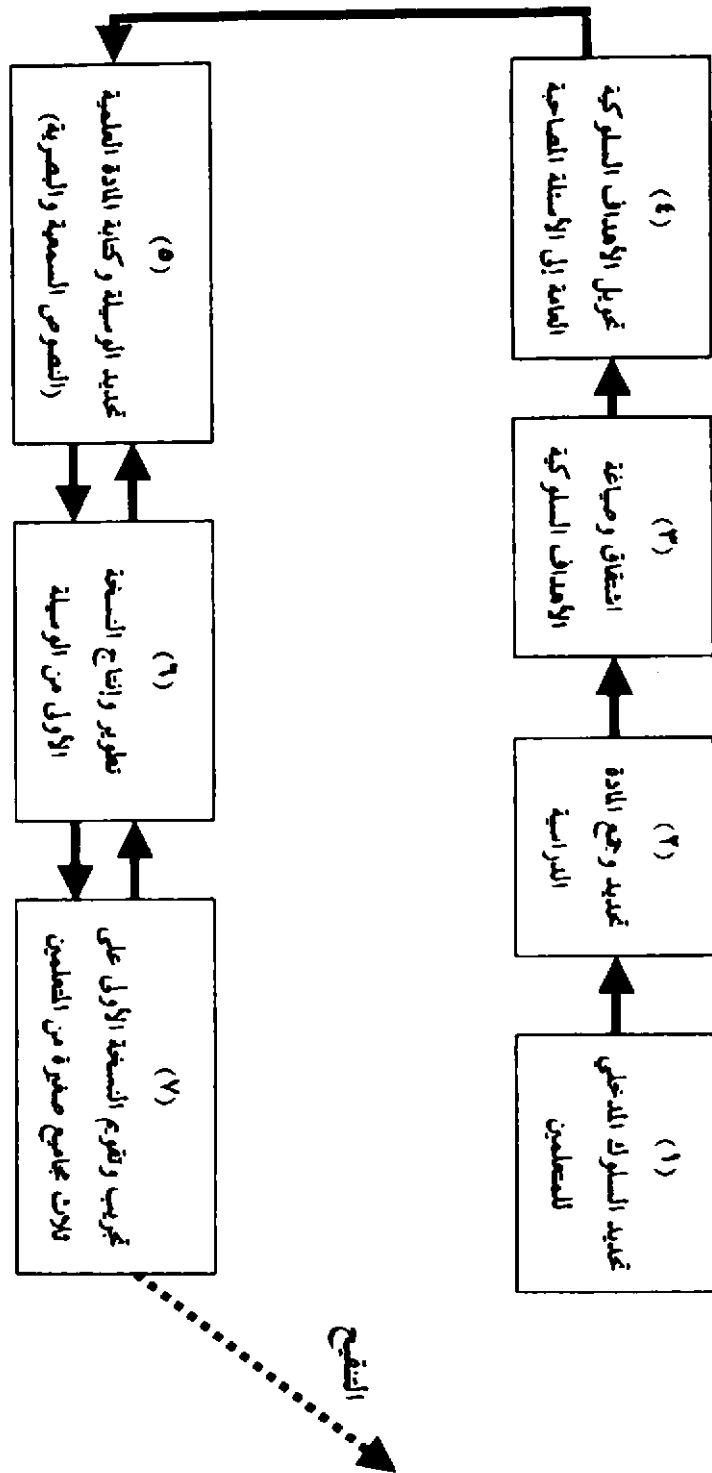 (١)
تحديد السلوك المدخلي
للمتعلمين
(٢)
تحديد وجمع المادة
الدراسية
(٣)
اشتقاق وصياغة
الأهداف السلوكية
(٤)
تحويل الأهداف السلوكية
العامة إلى الأسئلة المصاحبة
(٥)
تحديد الوسيلة وكتابة المادة العلمية
(النصوص السمعية والبصرية)
(٦)
تطوير وإنتاج النسخة
الأولى من الوسيلة
(٧)
تجريب وتقويم النسخة الأولى على
ثلاث مجاميع صغيرة من المتعلمين
التنقيح